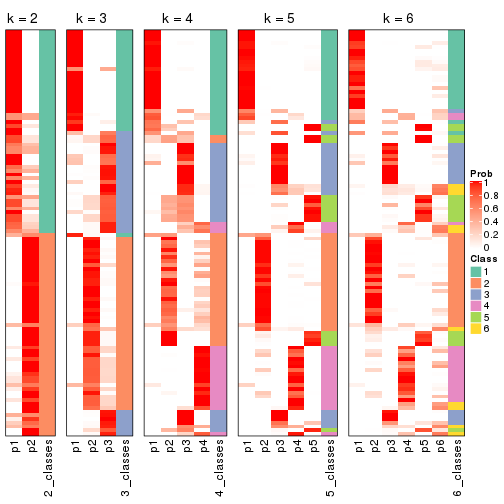 k = 2
k = 3
k = 4
k = 5
k = 6
p1
p2
2_classes
p1
p2
p3
3_classes
p1
p2
p3
p4
4_classes
p1
p2
p3
p4
p5
5_classes
p1
p2
p3
p4
p5
p6
6_classes
Prob
1
0.8
0.6
0.4
0.2
0
Class
1
2
3
4
5
6